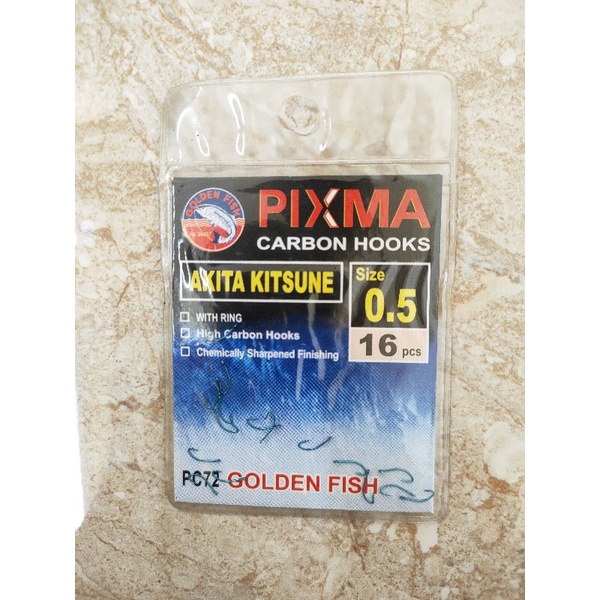 GOLDEN FISH
PIXMA
CARBON HOOKS
AKITA KITSUNE
Size
0.5
WITH RING
High Carbon Hooks
Chemically Sharpened Finishing
16 pcs
PC72 GOLDEN FISH